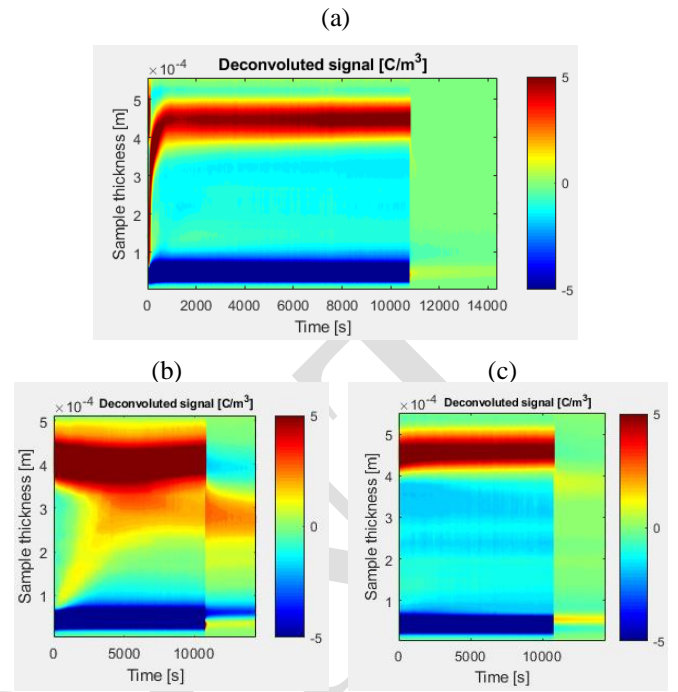 (a)
Deconvoluted signal [C/m³]
×10⁻⁴
5
4
3
2
1
Sample thickness [m]
0 2000 4000 6000 8000 10000 12000 14000
Time [s]
5
0
-5
(b)
Deconvoluted signal [C/m³]
×10⁻⁴
5
4
3
2
1
Sample thickness [m]
0 5000 10000
Time [s]
5
0
-5
(c)
Deconvoluted signal [C/m³]
×10⁻⁴
5
4
3
2
1
Sample thickness [m]
0 5000 10000
Time [s]
5
0
-5